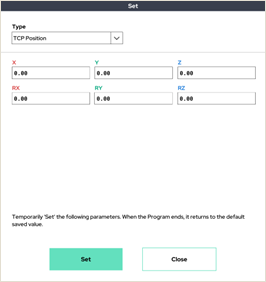 Set
Type
TCP Position
X Y Z
0.00 0.00 0.00
RX RY RZ
0.00 0.00 0.00
Temporarily 'Set' the following parameters. When the Program ends, it returns to the default
saved value.
Set Close